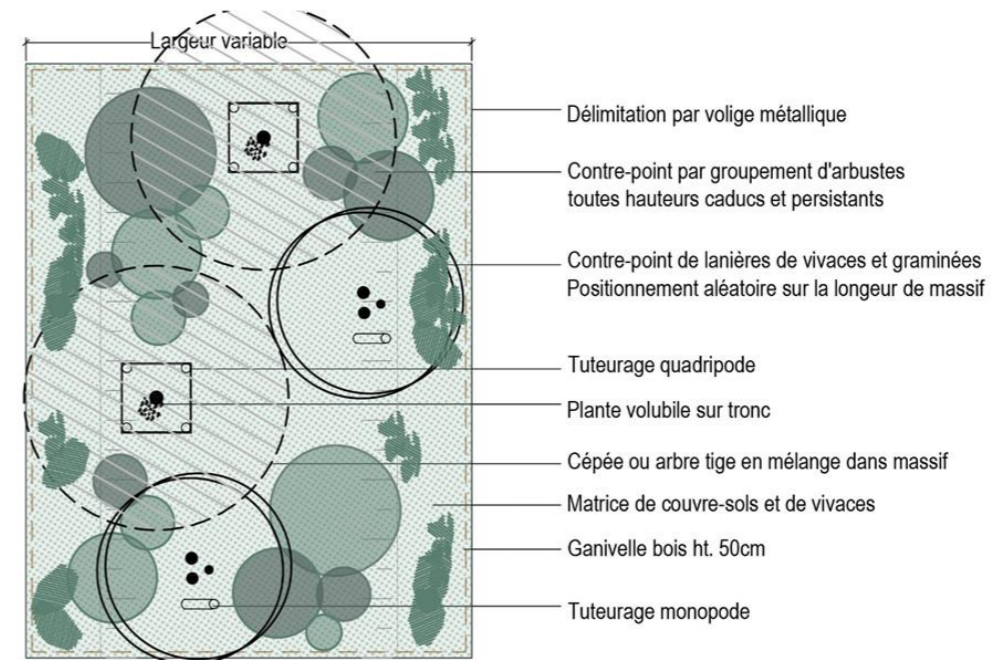 Largeur variable
Délimitation par volige métallique
Contre-point par groupement d'arbustes
toutes hauteurs caducs et persistants
Contre-point de lanières de vivaces et graminées
Positionnement aléatoire sur la longeur de massif
Tuteurage quadripode
Plante volubile sur tronc
Cépée ou arbre tige en mélange dans massif
Matrice de couvre-sols et de vivaces
Ganivelle bois ht. 50cm
Tuteurage monopode